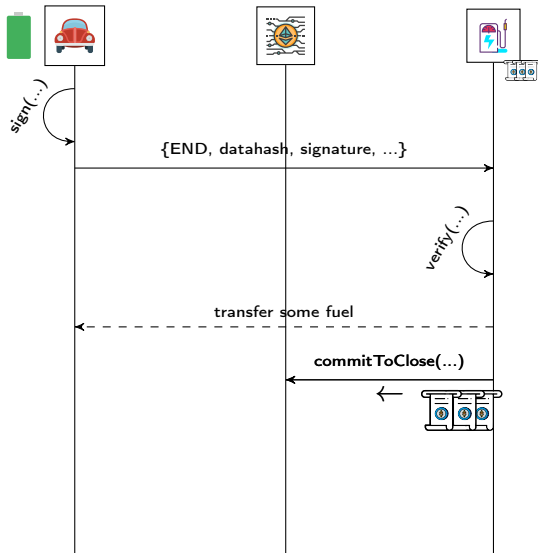 sign(...)
{END, datahash, signature, ...}
verify(...)
transfer some fuel
commitToClose(...)